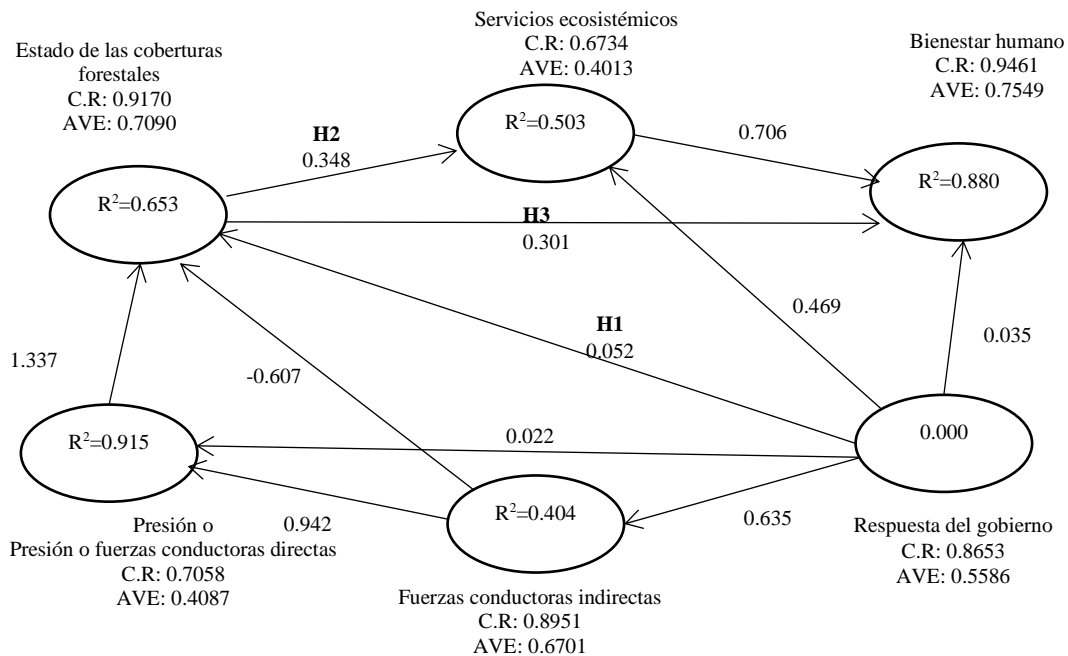 Servicios ecosistémicos
C.R: 0.6734
AVE: 0.4013
Estado de las coberturas
forestales
C.R: 0.9170
AVE: 0.7090
Bienestar humano
C.R: 0.9461
AVE: 0.7549
R²=0.503
H2
0.348
0.706
R²=0.653
R²=0.880
H3
0.301
H1
0.052
0.469
0.035
1.337
-0.607
R²=0.915
0.022
0.000
0.942
R²=0.404
0.635
Presión o
Presión o fuerzas conductoras directas
C.R: 0.7058
AVE: 0.4087
Fuerzas conductoras indirectas
C.R: 0.8951
AVE: 0.6701
Respuesta del gobierno
C.R: 0.8653
AVE: 0.5586